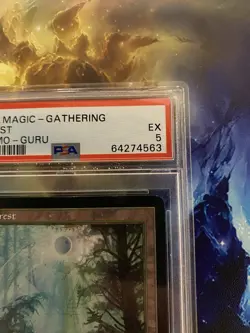 MAGIC-GATHERING
ST EX
MO-GURU 5
PSA 64274563
rest